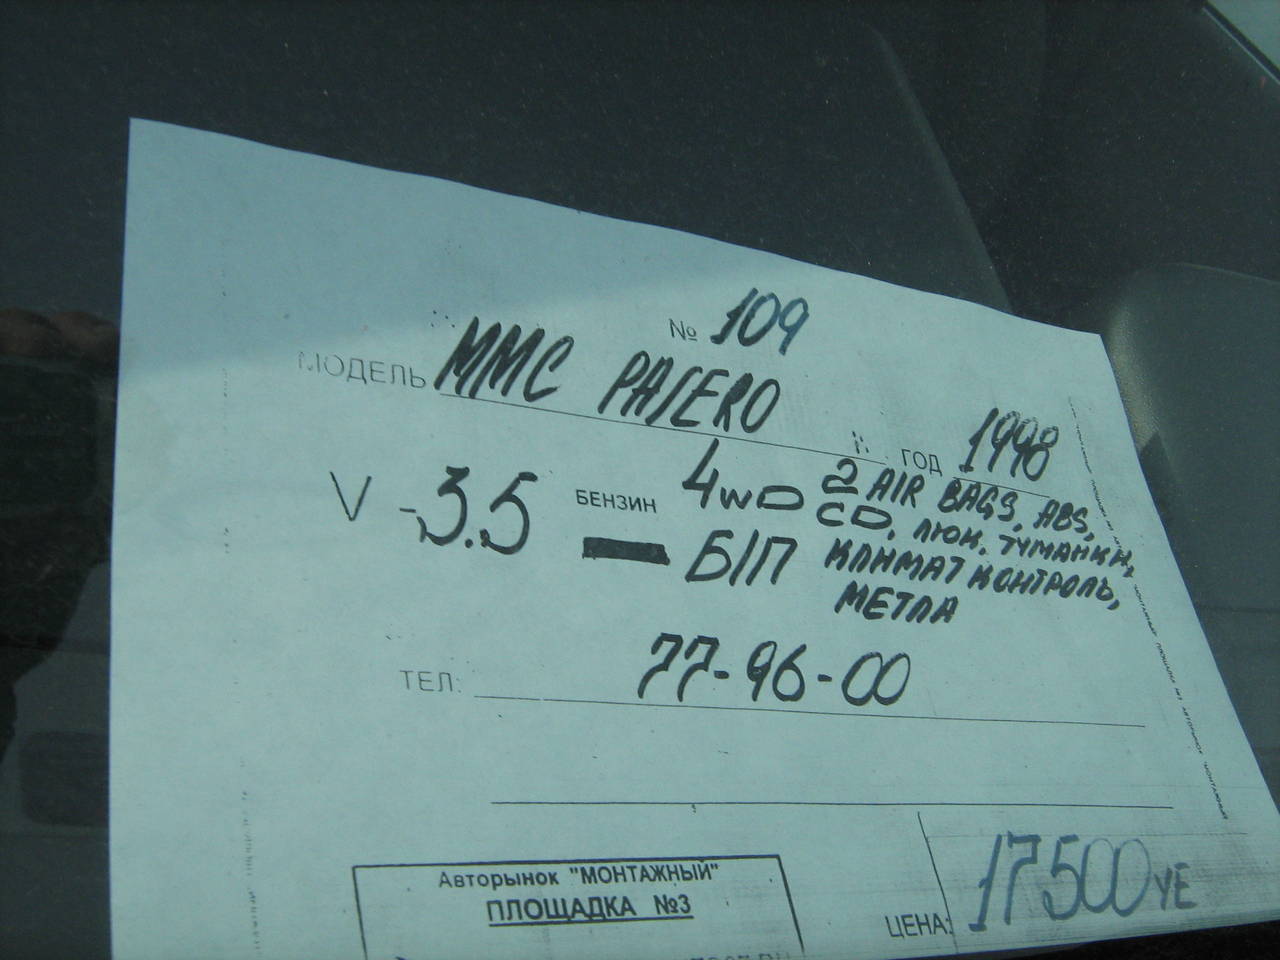 № 109
МОДЕЛЬ MMC PAJERO
ГОД 1998
V - 3.5 БЕНЗИН 4WD 2 AIR BAGS, ABS,
CD, ЛЮК, ТУМАНКИ,
Б/П КЛИМАТ КОНТРОЛЬ,
МЕТЛА
ТЕЛ: 77-96-00
Авторынок "МОНТАЖНЫЙ"
ПЛОЩАДКА №3
ЦЕНА: 17500 УЕ